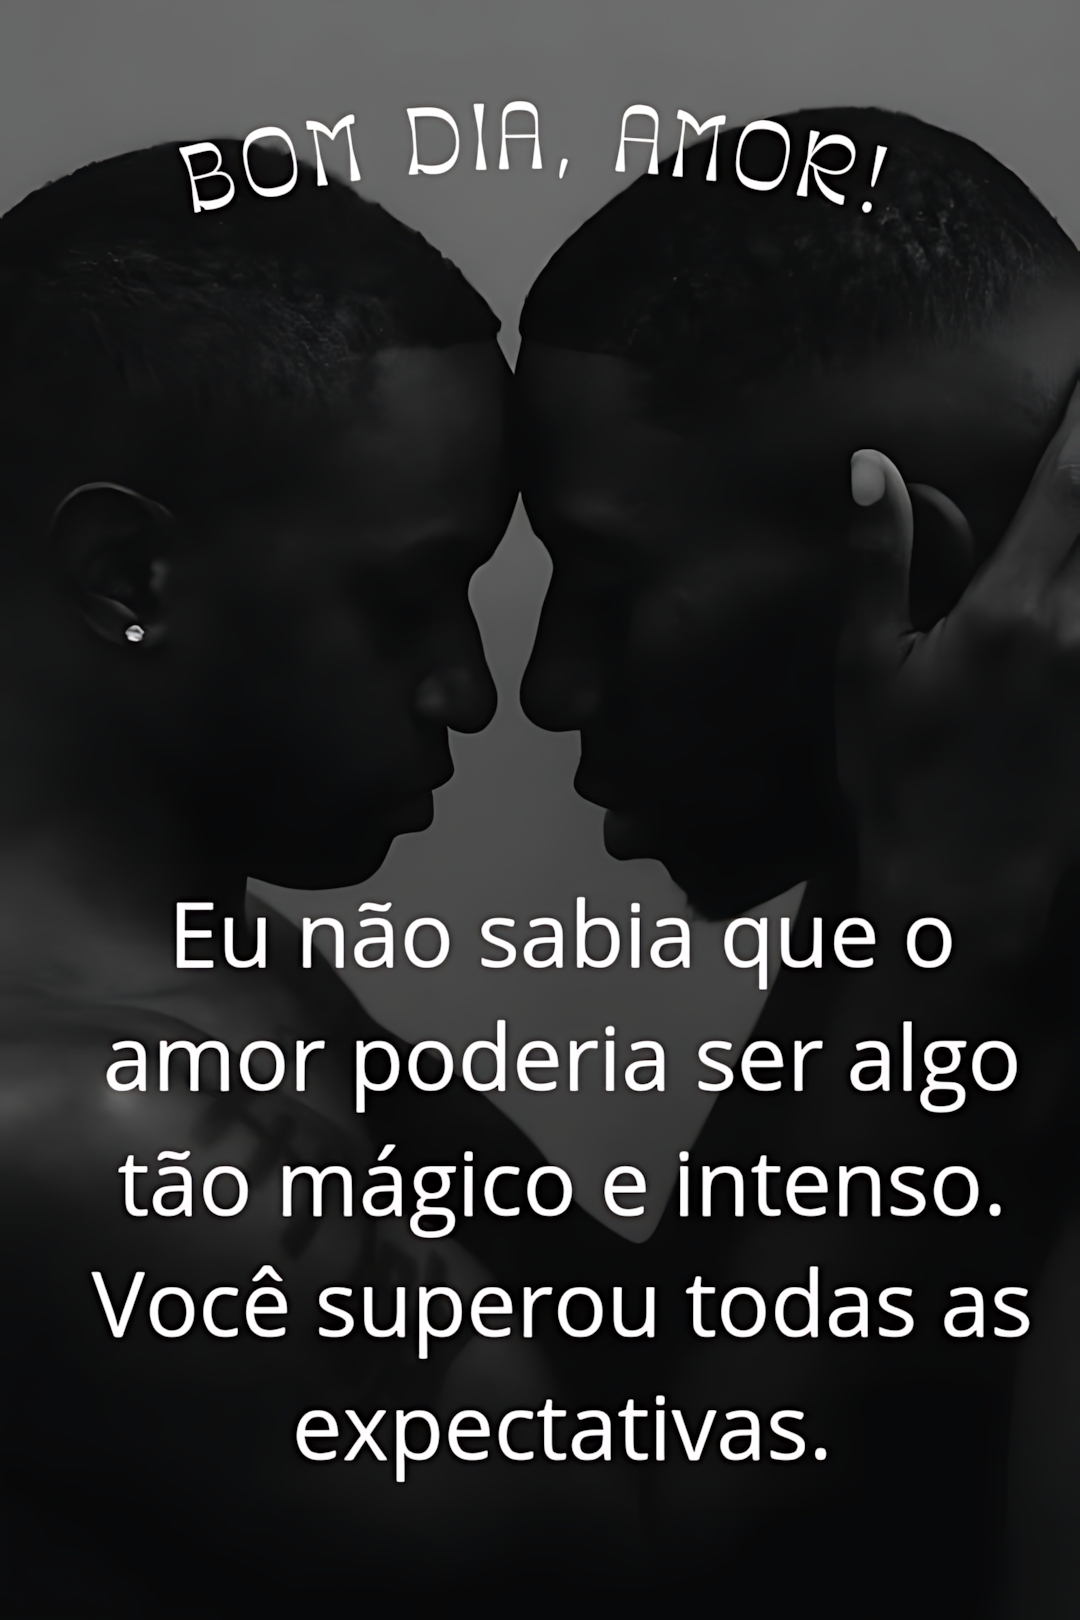 BOM DIA, AMOR!
Eu não sabia que o
amor poderia ser algo
tão mágico e intenso.
Você superou todas as
expectativas.